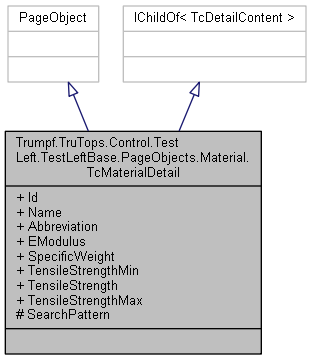 PageObject
IChildOf< TcDetailContent >
Trumpf.TruTops.Control.Test
Left.TestLeftBase.PageObjects.Material.
TcMaterialDetail
+ Id
+ Name
+ Abbreviation
+ EModulus
+ SpecificWeight
+ TensileStrengthMin
+ TensileStrength
+ TensileStrengthMax
# SearchPattern